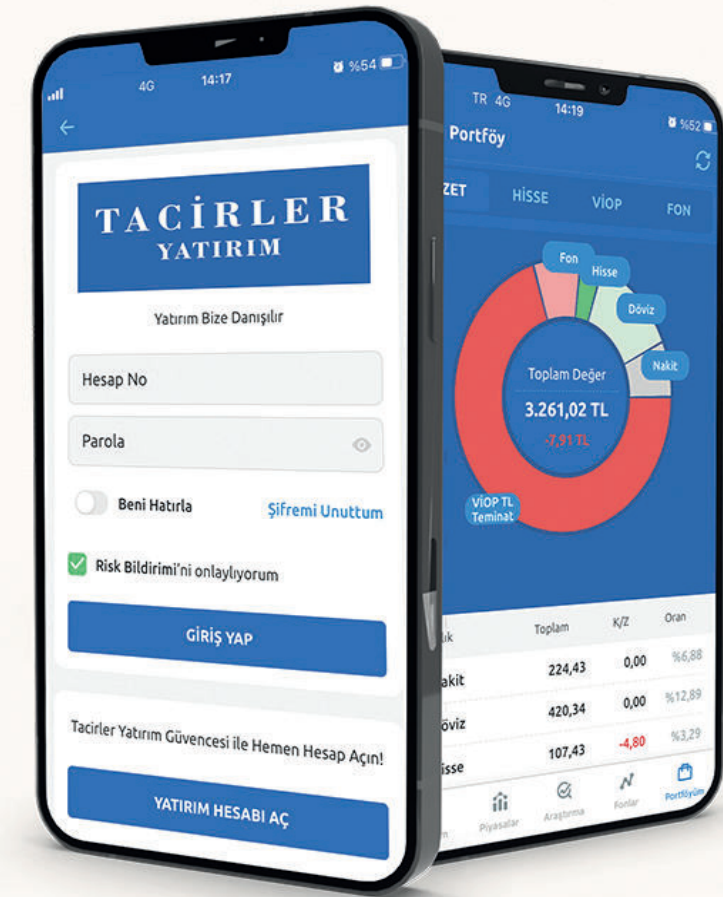 4G 14:17 %54
TACİRLER
YATIRIM
Yatırım Bize Danışılır
Hesap No
Parola
Beni Hatırla Şifremi Unuttum
Risk Bildirimi'ni onaylıyorum
GİRİŞ YAP
Tacirler Yatırım Güvencesi ile Hemen Hesap Açın!
YATIRIM HESABI AÇ
TR 4G 14:19 %52
Portföy
ZET HİSSE VİOP FON
Fon
Hisse
Döviz
Nakit
Toplam Değer
3.261,02 TL
-7,91 TL
VİOP TL
Teminat
Toplam K/Z Oran
akit 224,43 0,00 %6,88
öviz 420,34 0,00 %12,89
isse 107,43 -4,80 %3,29
Piyasalar Araştırma Fonlar Portföyüm